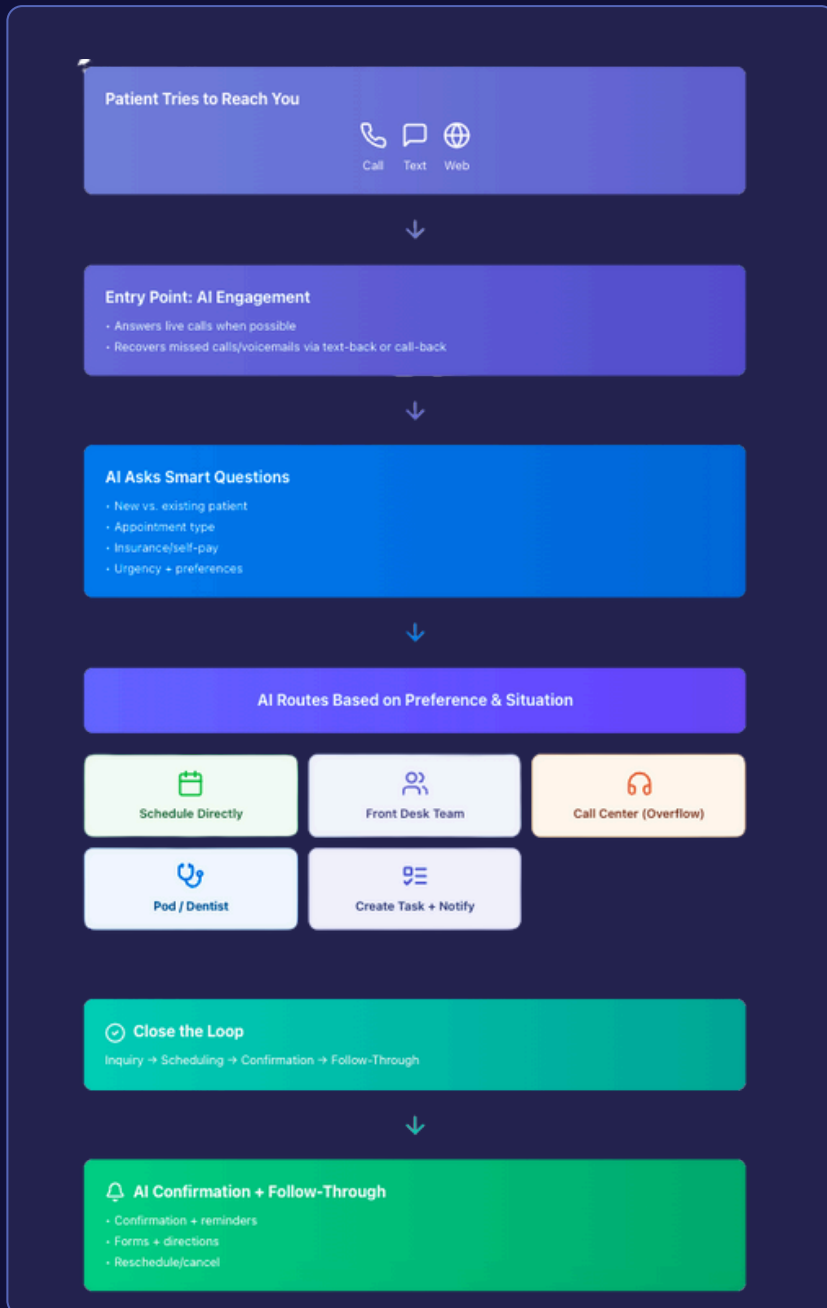 Patient Tries to Reach You
Call Text Web
Entry Point: AI Engagement
• Answers live calls when possible
• Recovers missed calls/voicemails via text-back or call-back
AI Asks Smart Questions
• New vs. existing patient
• Appointment type
• Insurance/self-pay
• Urgency + preferences
AI Routes Based on Preference & Situation
Schedule Directly
Front Desk Team
Call Center (Overflow)
Pod / Dentist
Create Task + Notify
Close the Loop
Inquiry → Scheduling → Confirmation → Follow-Through
AI Confirmation + Follow-Through
• Confirmation + reminders
• Forms + directions
• Reschedule/cancel